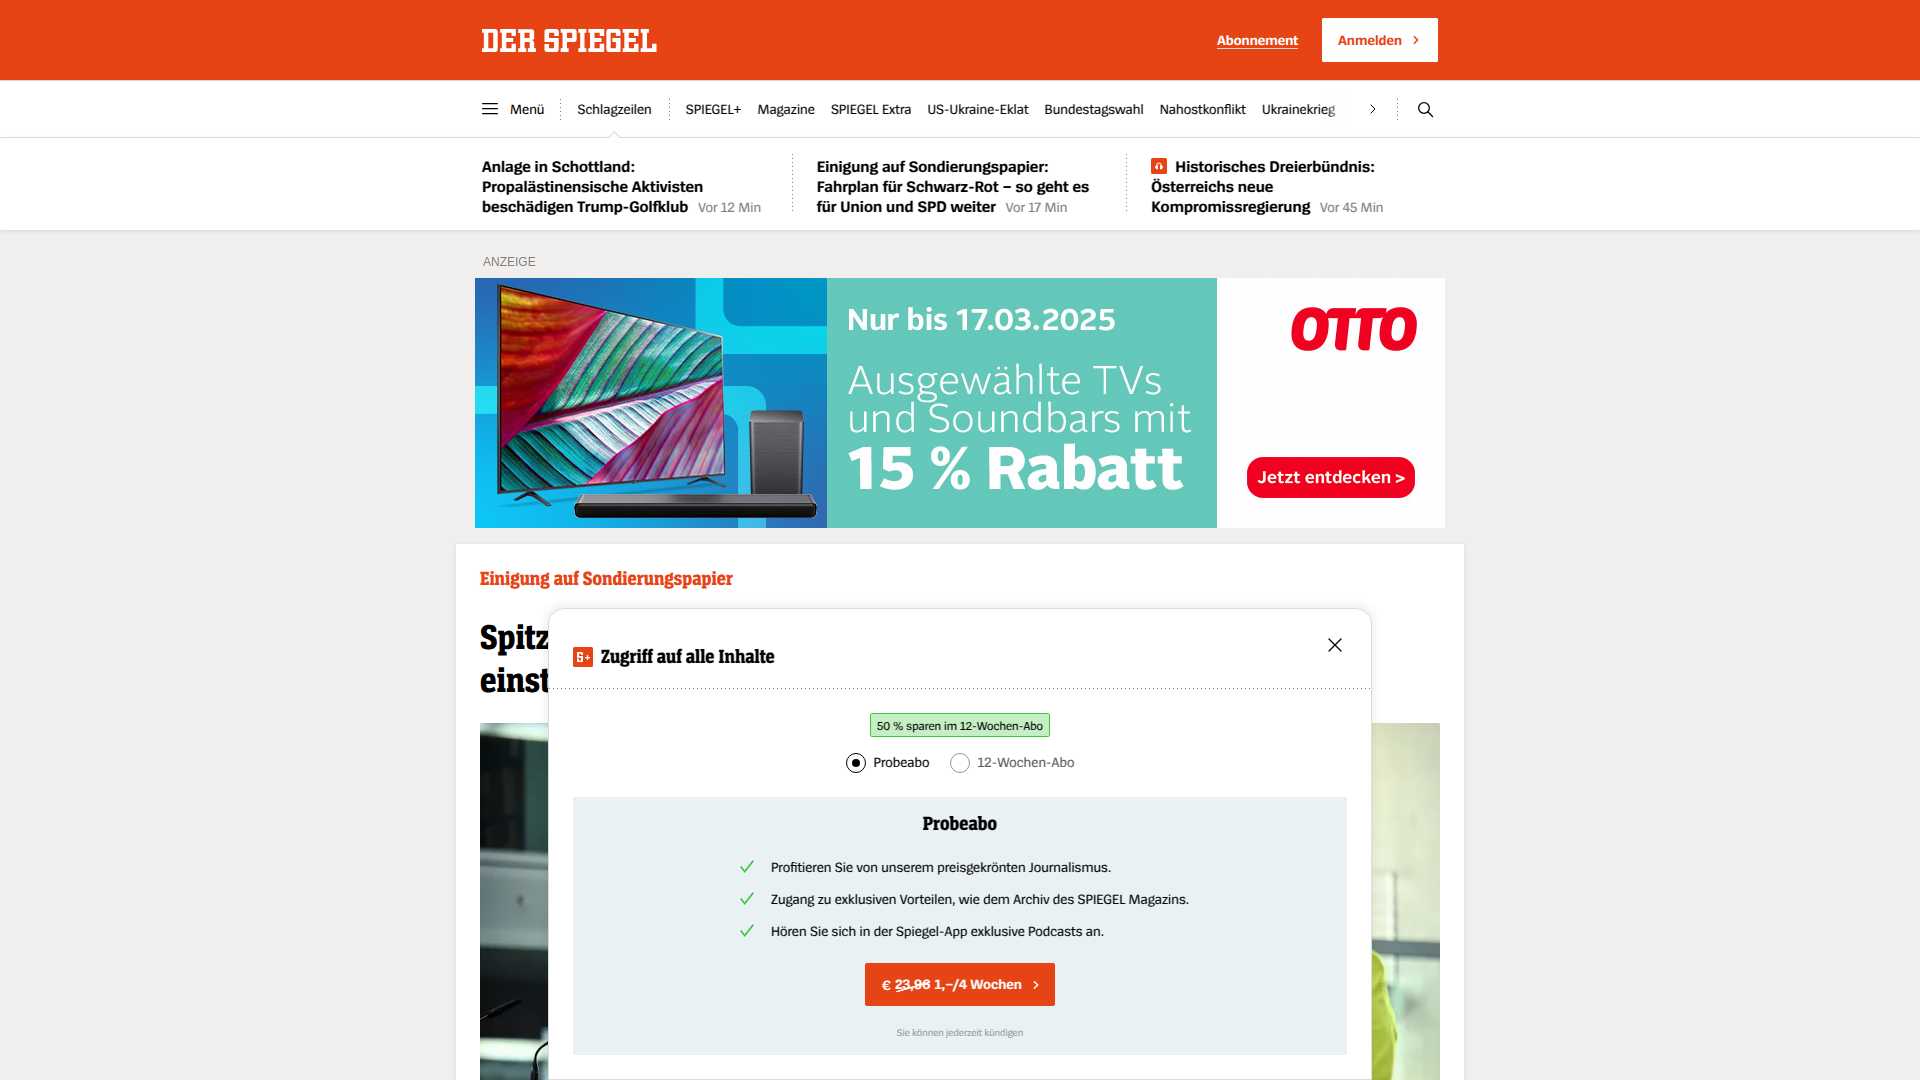 DER SPIEGEL
Abonnement
Anmelden
Menü
Schlagzeilen
SPIEGEL+
Magazine
SPIEGEL Extra
US-Ukraine-Eklat
Bundestagswahl
Nahostkonflikt
Ukrainekrieg
Anlage in Schottland:
Propalästinensische Aktivisten
beschädigen Trump-Golfklub Vor 12 Min
Einigung auf Sondierungspapier:
Fahrplan für Schwarz-Rot – so geht es
für Union und SPD weiter Vor 17 Min
Historisches Dreierbündnis:
Österreichs neue
Kompromissregierung Vor 45 Min
ANZEIGE
Nur bis 17.03.2025
Ausgewählte TVs
und Soundbars mit
15 % Rabatt
OTTO
Jetzt entdecken >
Einigung auf Sondierungspapier
Spitz
einst
Zugriff auf alle Inhalte
50 % sparen im 12-Wochen-Abo
Probeabo
12-Wochen-Abo
Probeabo
Profitieren Sie von unserem preisgekrönten Journalismus.
Zugang zu exklusiven Vorteilen, wie dem Archiv des SPIEGEL Magazins.
Hören Sie sich in der Spiegel-App exklusive Podcasts an.
€ 23,96 1,–/4 Wochen
Sie können jederzeit kündigen